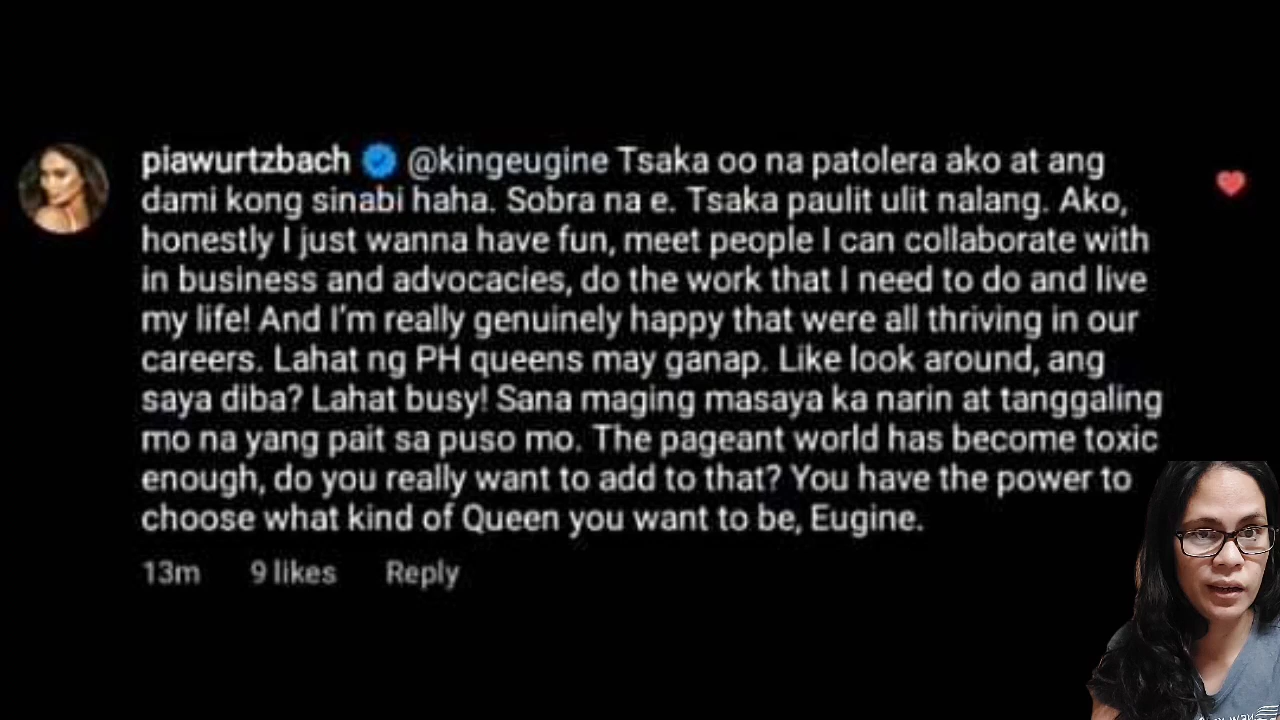 piawurtzbach @kingeugine Tsaka oo na patolera ako at ang
dami kong sinabi haha. Sobra na e. Tsaka paulit ulit nalang. Ako,
honestly I just wanna have fun, meet people I can collaborate with
in business and advocacies, do the work that I need to do and live
my life! And I'm really genuinely happy that were all thriving in our
careers. Lahat ng PH queens may ganap. Like look around, ang
saya diba? Lahat busy! Sana maging masaya ka narin at tanggaling
mo na yang pait sa puso mo. The pageant world has become toxic
enough, do you really want to add to that? You have the power to
choose what kind of Queen you want to be, Eugine.
13m 9 likes Reply